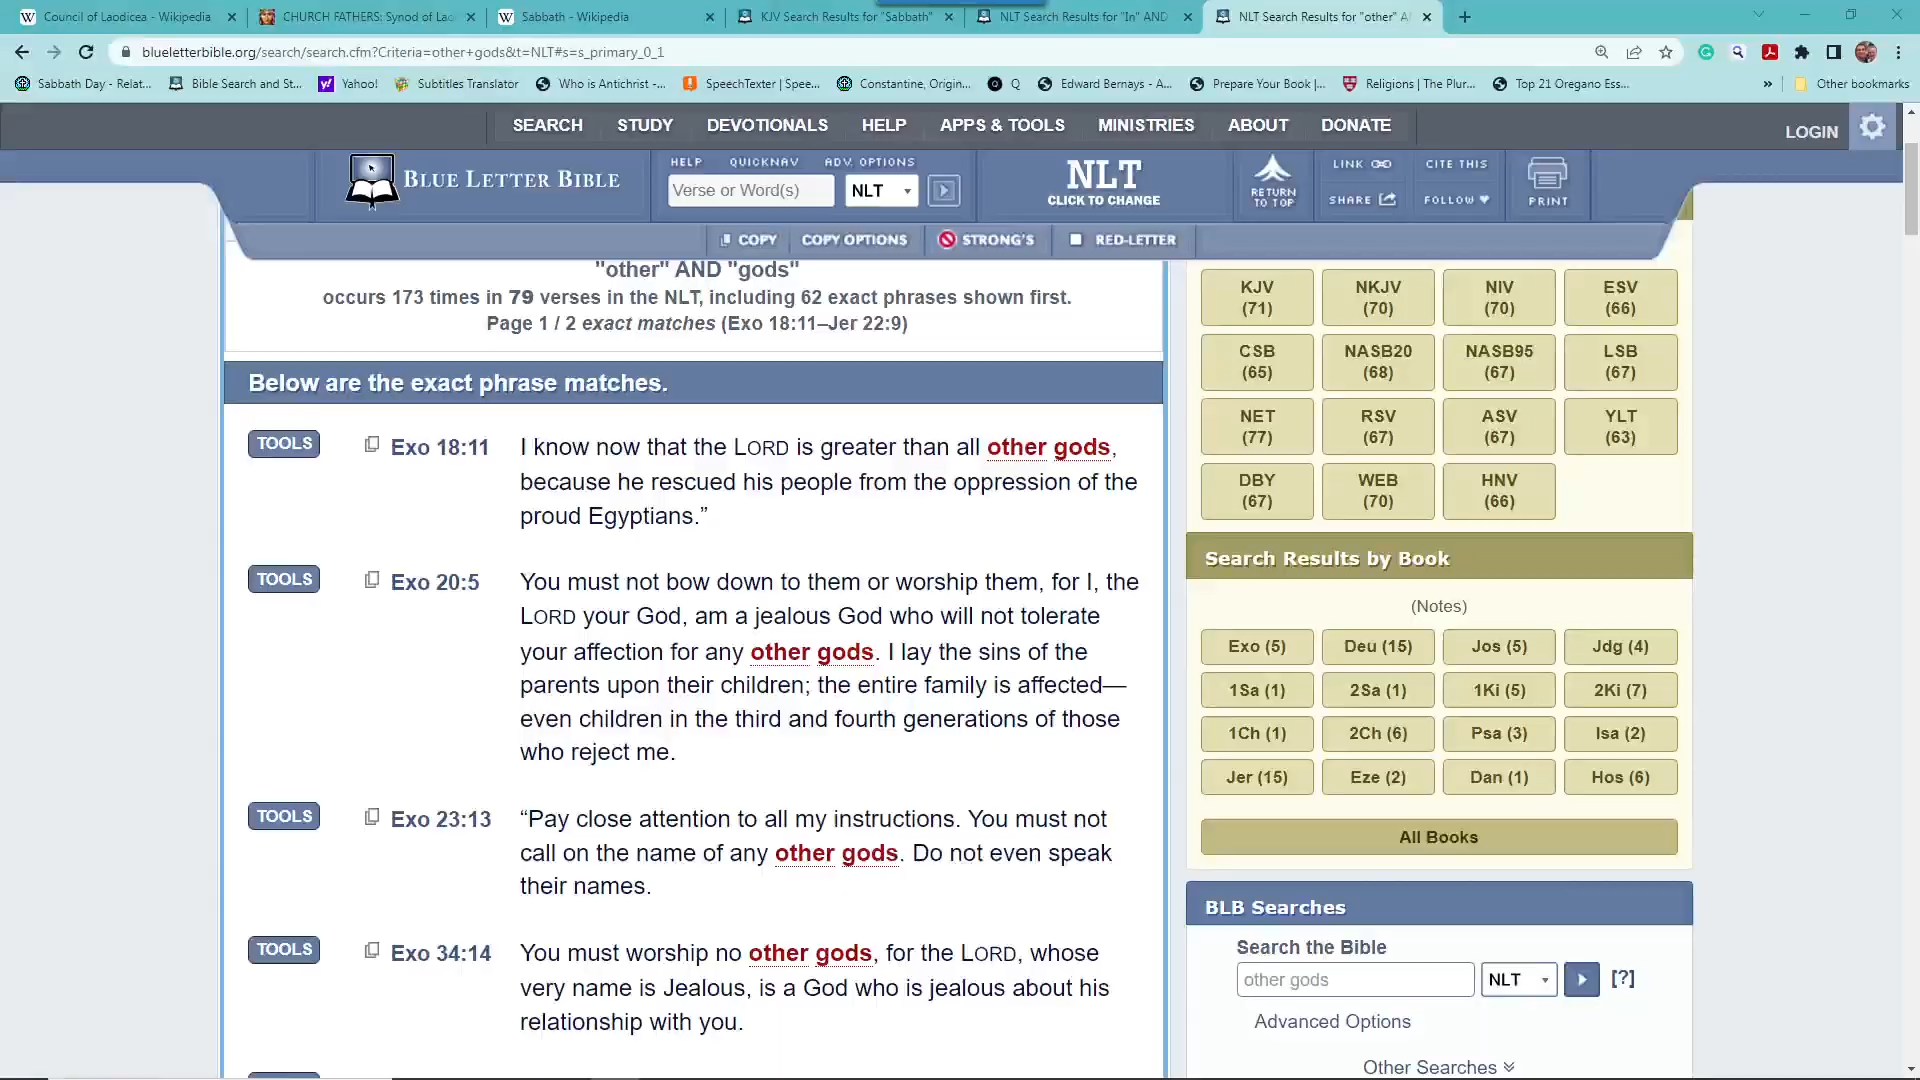 Council of Laodicea - Wikipedia
CHURCH FATHERS: Synod of Lao
Sabbath - Wikipedia
KJV Search Results for "Sabbath"
NLT Search Results for "In" AND
NLT Search Results for "other" A
blueletterbible.org/search/search.cfm?Criteria=other+gods&t=NLT#s=s_primary_0_1
Sabbath Day - Relat...
Bible Search and St...
Yahoo!
Subtitles Translator
Who is Antichrist -...
SpeechTexter | Spee...
Constantine, Origin...
Q
Edward Bernays - A...
Prepare Your Book |...
Religions | The Plur...
Top 21 Oregano Ess...
»
Other bookmarks
SEARCH STUDY DEVOTIONALS HELP APPS & TOOLS MINISTRIES ABOUT DONATE
LOGIN
BLUE LETTER BIBLE
HELP QUICKNAV ADV. OPTIONS
Verse or Word(s)
NLT
NLT
CLICK TO CHANGE
RETURN
TO TOP
LINK
CITE THIS
SHARE
FOLLOW
PRINT
COPY COPY OPTIONS STRONG'S RED-LETTER
"other" AND "gods"
occurs 173 times in 79 verses in the NLT, including 62 exact phrases shown first.
Page 1 / 2 exact matches (Exo 18:11–Jer 22:9)
Below are the exact phrase matches.
TOOLS
Exo 18:11
I know now that the LORD is greater than all other gods,
because he rescued his people from the oppression of the
proud Egyptians.”
TOOLS
Exo 20:5
You must not bow down to them or worship them, for I, the
LORD your God, am a jealous God who will not tolerate
your affection for any other gods. I lay the sins of the
parents upon their children; the entire family is affected—
even children in the third and fourth generations of those
who reject me.
TOOLS
Exo 23:13
“Pay close attention to all my instructions. You must not
call on the name of any other gods. Do not even speak
their names.
TOOLS
Exo 34:14
You must worship no other gods, for the LORD, whose
very name is Jealous, is a God who is jealous about his
relationship with you.
KJV (71)
NKJV (70)
NIV (70)
ESV (66)
CSB (65)
NASB20 (68)
NASB95 (67)
LSB (67)
NET (77)
RSV (67)
ASV (67)
YLT (63)
DBY (67)
WEB (70)
HNV (66)
Search Results by Book
(Notes)
Exo (5) Deu (15) Jos (5) Jdg (4)
1Sa (1) 2Sa (1) 1Ki (5) 2Ki (7)
1Ch (1) 2Ch (6) Psa (3) Isa (2)
Jer (15) Eze (2) Dan (1) Hos (6)
All Books
BLB Searches
Search the Bible
other gods
NLT
[?]
Advanced Options
Other Searches